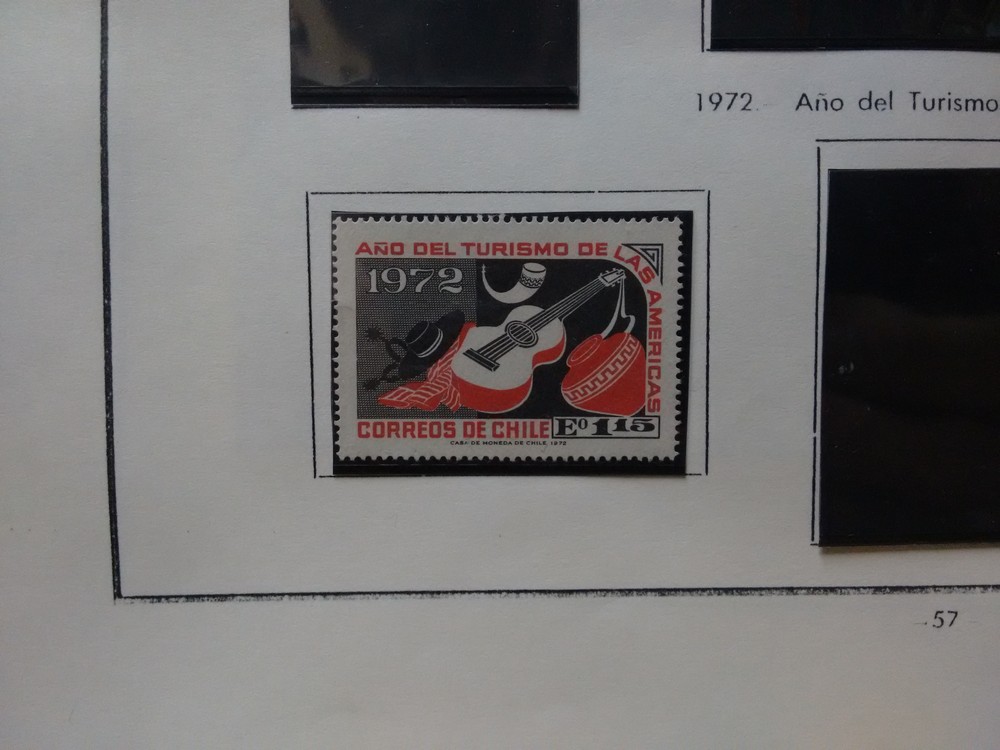 1972. Año del Turismo
AÑO DEL TURISMO DE LAS AMERICAS
1972
CORREOS DE CHILE Eº 1,15
CASA DE MONEDA DE CHILE. 1972
57